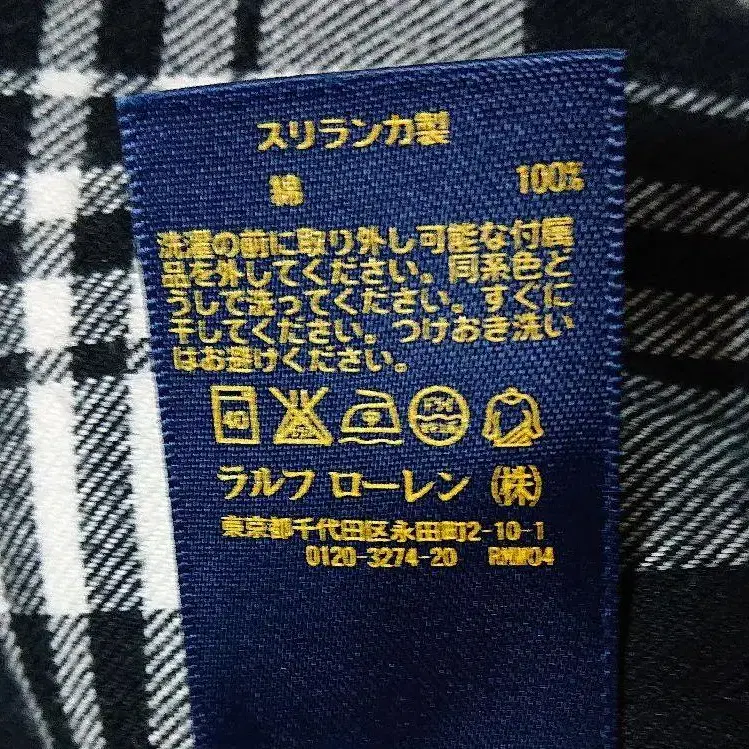 スリランカ製
綿 100%
洗濯の前に取り外し可能な付属
品を外してください。同系色と
うしで洗ってください。すぐに
干してください。つけおき洗い
はお避けください。
40
ラルフ ローレン (株)
東京都千代田区永田町2-10-1
0120-3274-20 RMM04